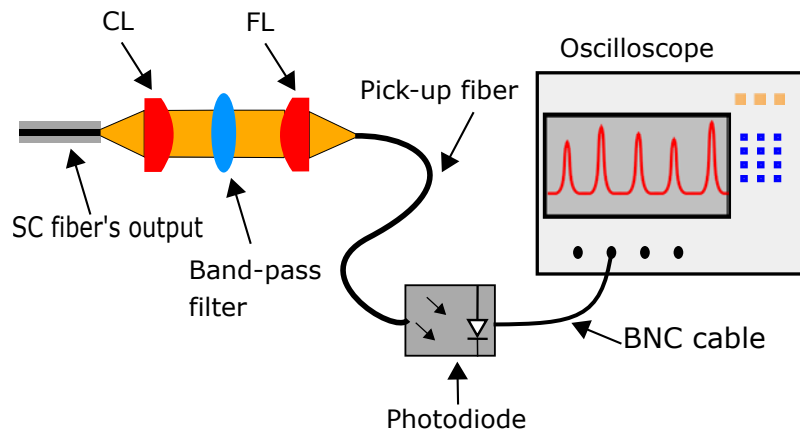 CL
FL
Oscilloscope
Pick-up fiber
SC fiber's output
Band-pass
filter
BNC cable
Photodiode